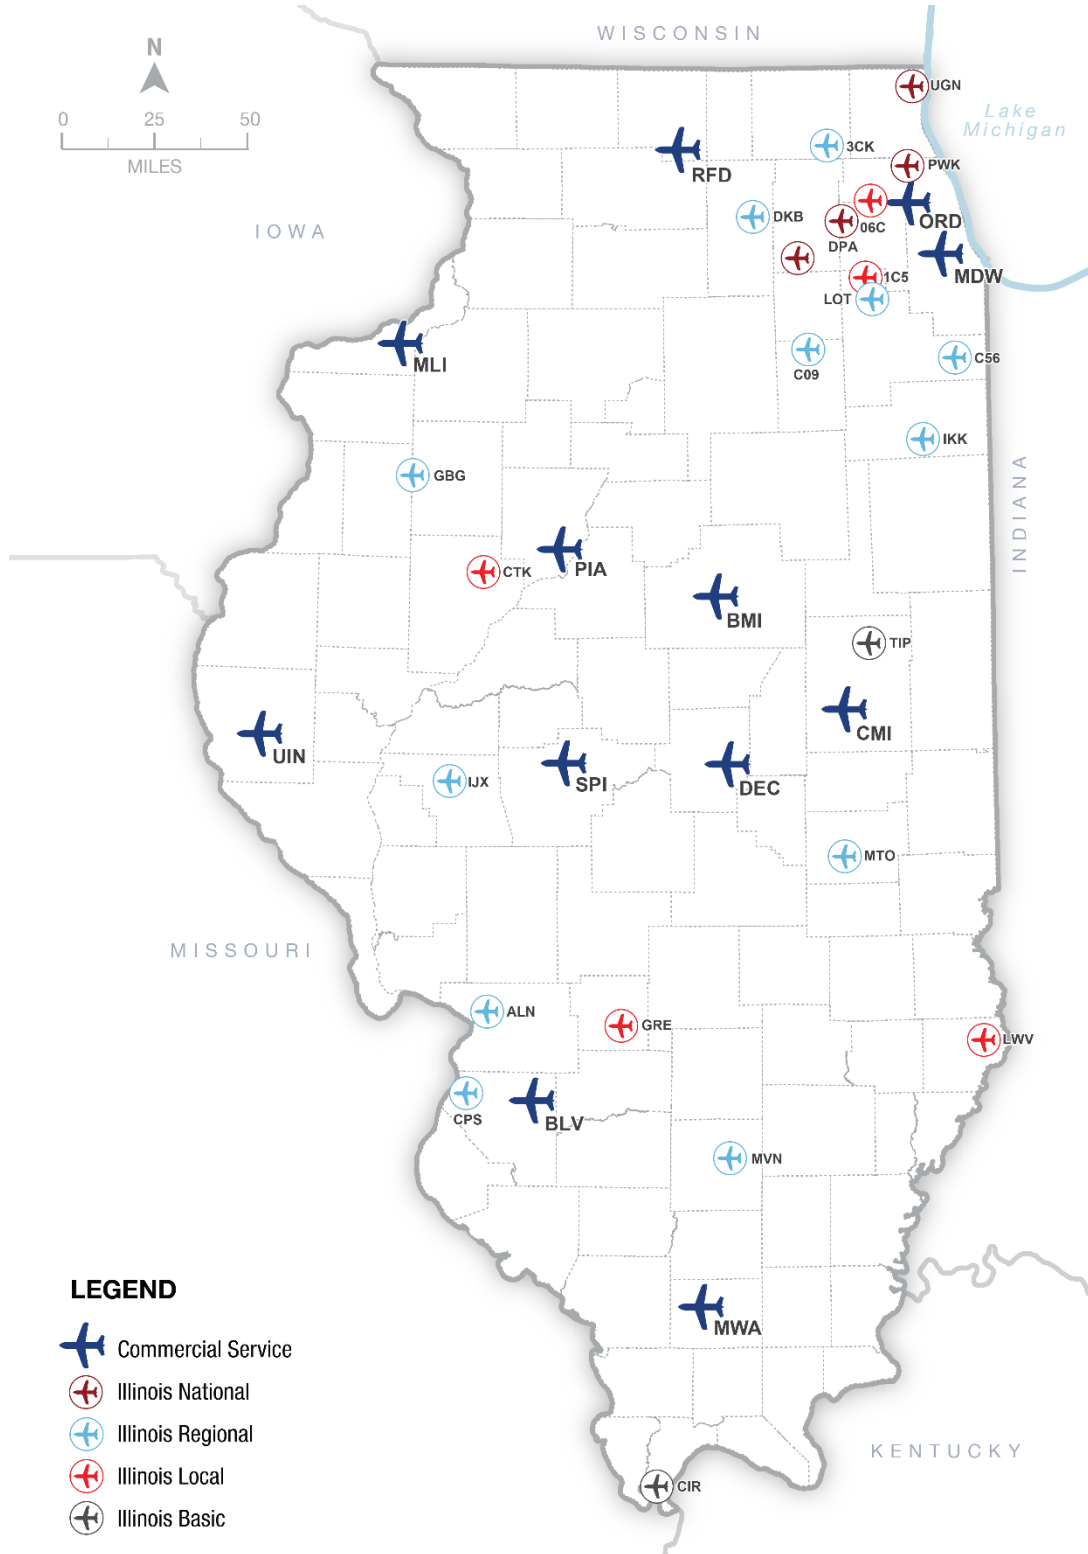 WISCONSIN
N
0 25 50
MILES
UGN
Lake
Michigan
3CK
PWK
RFD
DKB
06C
ORD
DPA
IOWA
MDW
1C5
LOT
MLI
C09
C56
IKK
GBG
INDIANA
PIA
CTK
BMI
TIP
CMI
UIN
IJX
SPI
DEC
MTO
MISSOURI
ALN
GRE
LWV
CPS
BLV
MVN
LEGEND
MWA
Commercial Service
Illinois National
Illinois Regional
KENTUCKY
Illinois Local
CIR
Illinois Basic